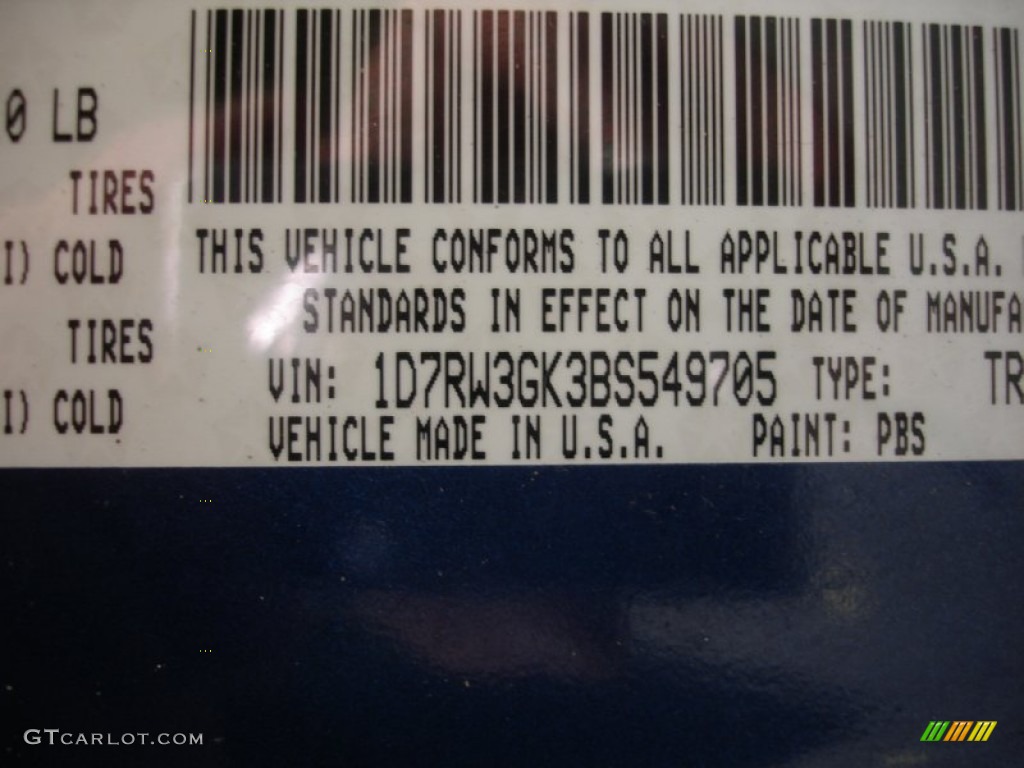 0 LB
TIRES
I) COLD
TIRES
I) COLD
THIS VEHICLE CONFORMS TO ALL APPLICABLE U.S.A.
STANDARDS IN EFFECT ON THE DATE OF MANUFA
VIN: 1D7RW3GK3BS549705 TYPE: TR
VEHICLE MADE IN U.S.A. PAINT: PBS
GTCARLOT.COM